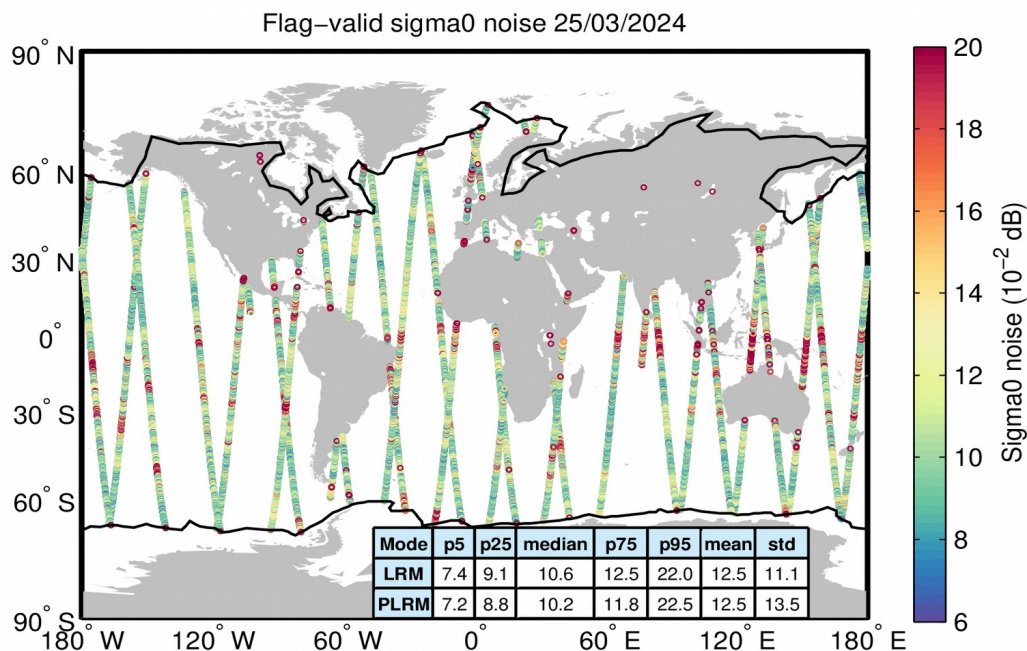 Flag−valid sigma0 noise 25/03/2024
90° N
60° N
30° N
0°
30° S
60° S
90° S
180° W
120° W
60° W
0°
60° E
120° E
180° E
Mode p5 p25 median p75 p95 mean std
LRM 7.4 9.1 10.6 12.5 22.0 12.5 11.1
PLRM 7.2 8.8 10.2 11.8 22.5 12.5 13.5
20
18
16
14
12
10
8
6
Sigma0 noise (10⁻² dB)